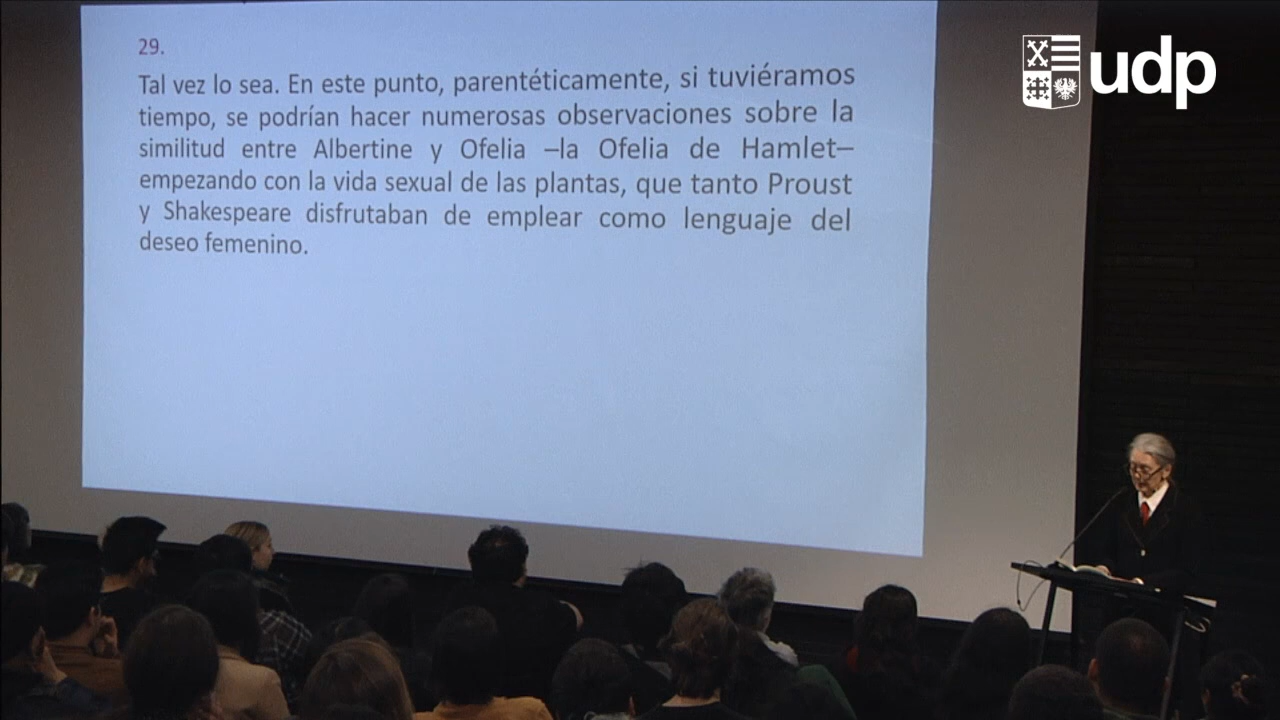 29.
Tal vez lo sea. En este punto, parentéticamente, si tuviéramos
tiempo, se podrían hacer numerosas observaciones sobre la
similitud entre Albertine y Ofelia –la Ofelia de Hamlet–
empezando con la vida sexual de las plantas, que tanto Proust
y Shakespeare disfrutaban de emplear como lenguaje del
deseo femenino.
udp